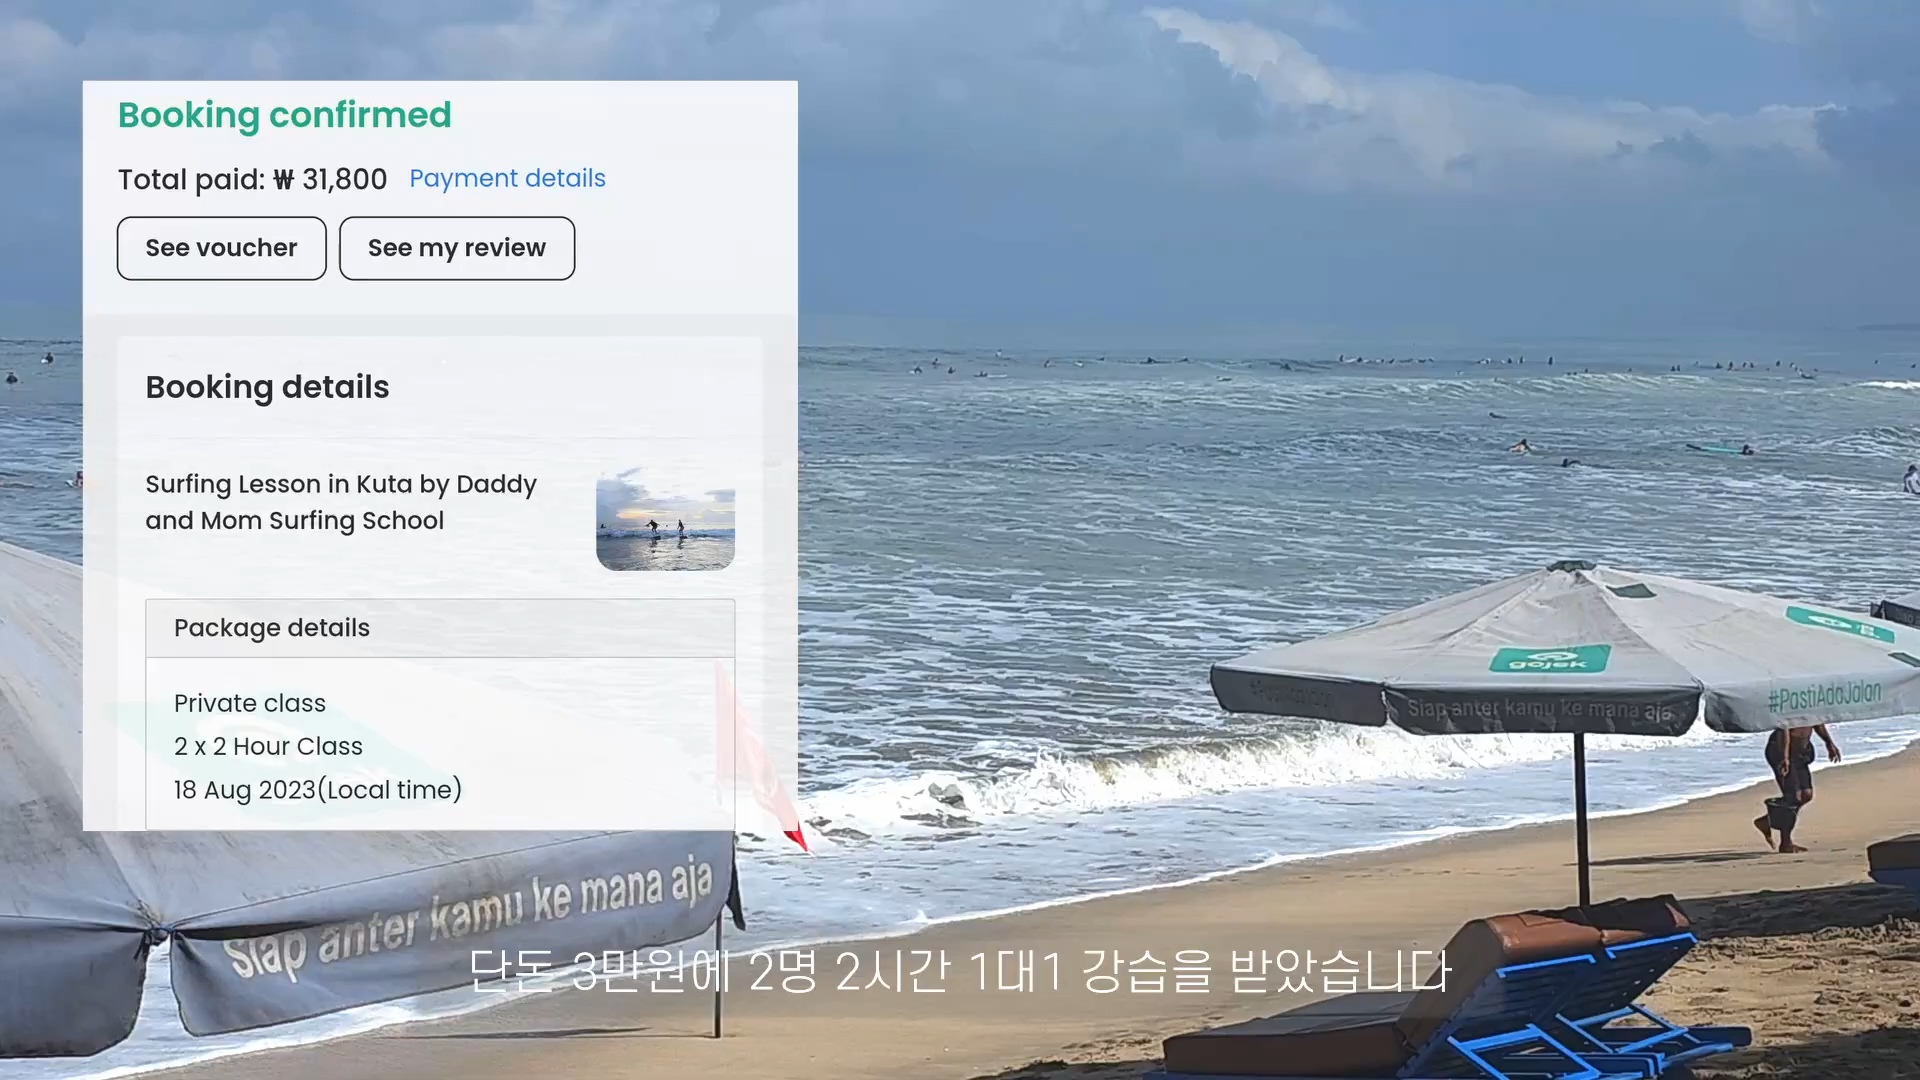 Booking confirmed
Total paid: ₩ 31,800 Payment details
See voucher See my review
Booking details
Surfing Lesson in Kuta by Daddy
and Mom Surfing School
Package details
Private class
2 x 2 Hour Class
18 Aug 2023(Local time)
gojek
Siap anter kamu ke mana aja
#PastiAdaJalan
Siap anter kamu ke mana aja
단돈 3만원에 2명 2시간 1대1 강습을 받았습니다